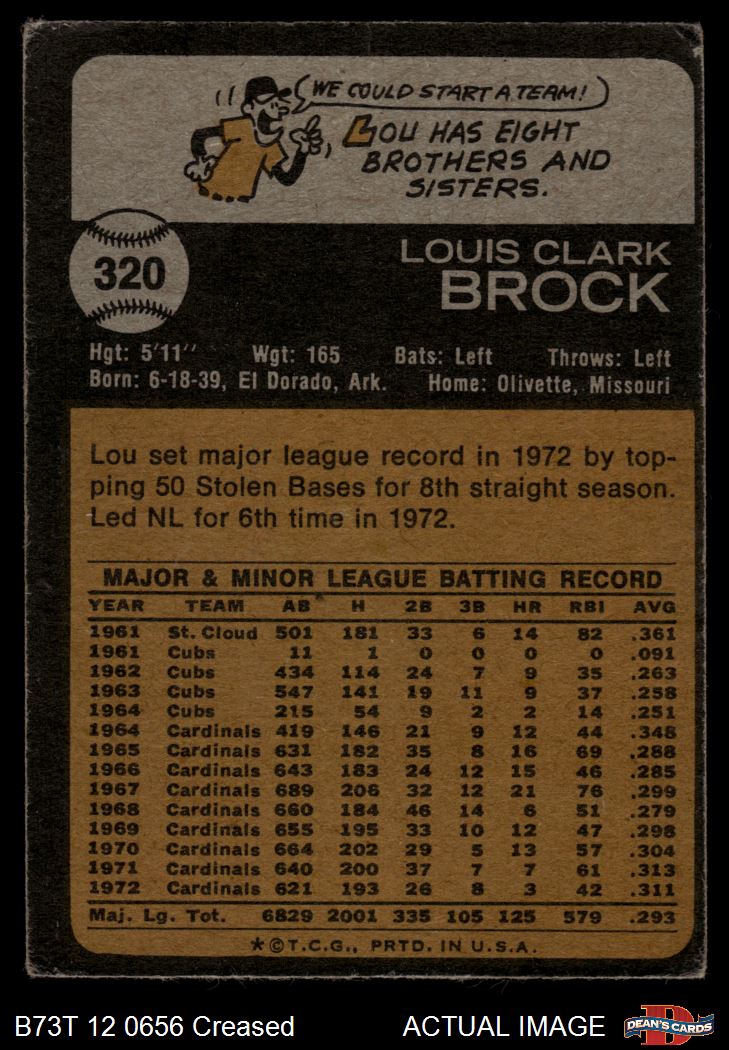 WE COULD START A TEAM!
LOU HAS EIGHT
BROTHERS AND
SISTERS.
320
LOUIS CLARK
BROCK
Hgt: 5'11" Wgt: 165 Bats: Left Throws: Left
Born: 6-18-39, El Dorado, Ark. Home: Olivette, Missouri
Lou set major league record in 1972 by top-
ping 50 Stolen Bases for 8th straight season.
Led NL for 6th time in 1972.
MAJOR & MINOR LEAGUE BATTING RECORD
YEAR TEAM AB H 2B 3B HR RBI AVG
1961 St. Cloud 501 181 33 6 14 82 .361
1961 Cubs 11 1 0 0 0 0 .091
1962 Cubs 434 114 24 7 9 35 .263
1963 Cubs 547 141 19 11 9 37 .258
1964 Cubs 215 54 9 2 2 14 .251
1964 Cardinals 419 146 21 9 12 44 .348
1965 Cardinals 631 182 35 8 16 69 .288
1966 Cardinals 643 183 24 12 15 46 .285
1967 Cardinals 689 206 32 12 21 76 .299
1968 Cardinals 660 184 46 14 6 51 .279
1969 Cardinals 655 195 33 10 12 47 .298
1970 Cardinals 664 202 29 5 13 57 .304
1971 Cardinals 640 200 37 7 7 61 .313
1972 Cardinals 621 193 26 8 3 42 .311
Maj. Lg. Tot. 6829 2001 335 105 125 579 .293
*©T.C.G., PRTD. IN U.S.A.
B73T 12 0656 Creased ACTUAL IMAGE
D
DEAN'S CARDS